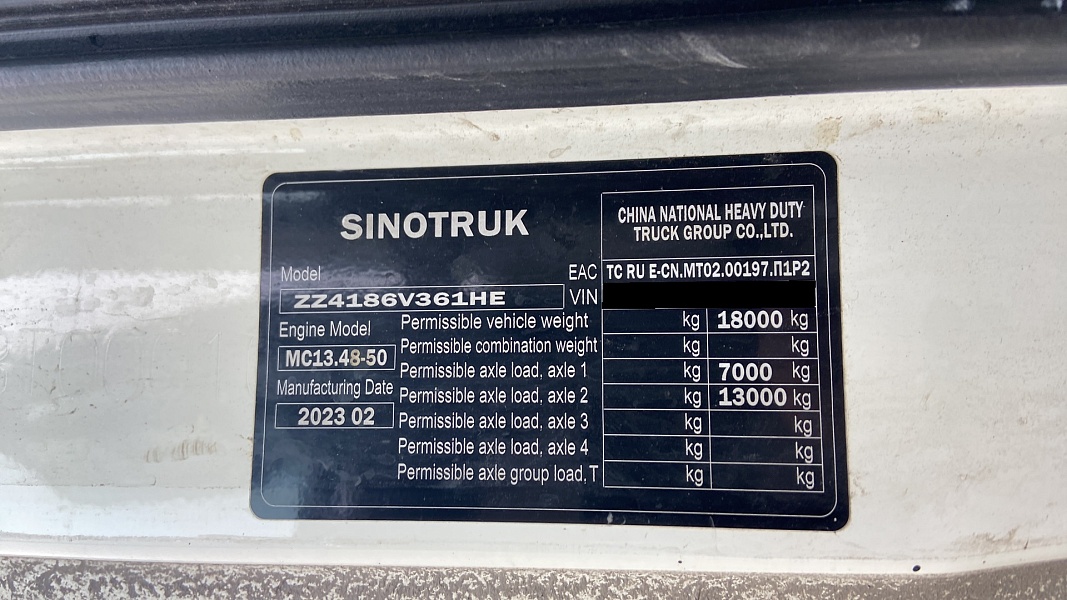 SINOTRUK
CHINA NATIONAL HEAVY DUTY
TRUCK GROUP CO.,LTD.
Model
EAC TC RU E-CN.MT02.00197.П1P2
ZZ4186V361HE
VIN
Engine Model
MC13.48-50
Manufacturing Date
2023 02
Permissible vehicle weight kg 18000 kg
Permissible combination weight kg kg
Permissible axle load, axle 1 kg 7000 kg
Permissible axle load, axle 2 kg 13000 kg
Permissible axle load, axle 3 kg kg
Permissible axle load, axle 4 kg kg
Permissible axle group load,T kg kg